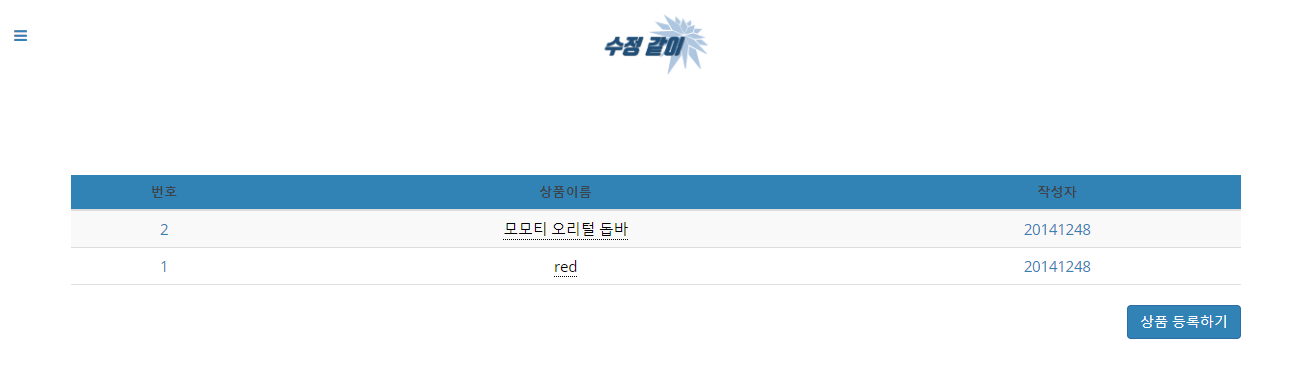 수정 같이
번호 상품이름 작성자
2 모모티 오리털 돕바 20141248
1 red 20141248
상품 등록하기